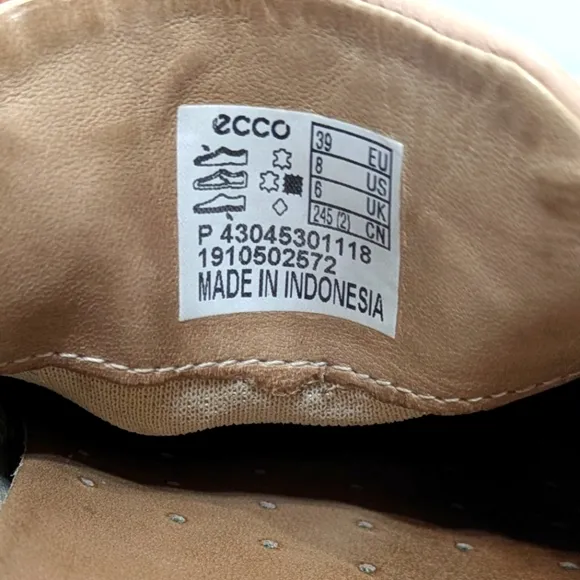 ecco
39 EU
8 US
6 UK
245 (2) CN
P 43045301118
1910502572
MADE IN INDONESIA